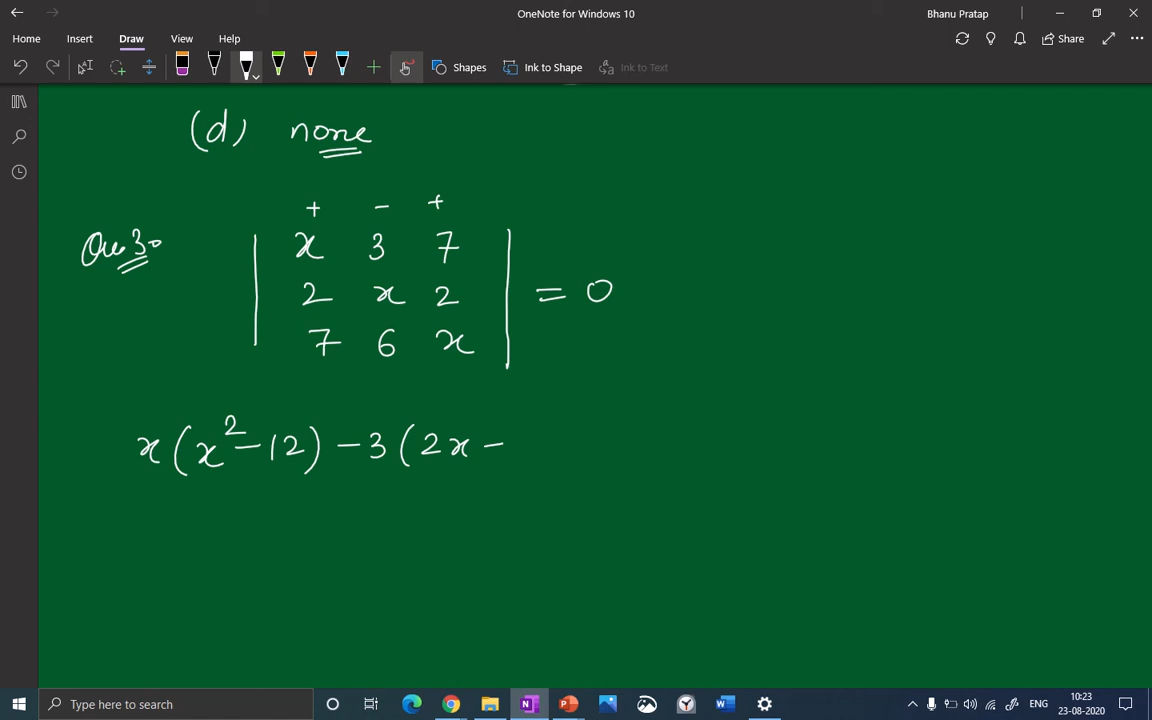 OneNote for Windows 10
Bhanu Pratap
Home Insert Draw View Help
Share
Shapes Ink to Shape Ink to Text
(d) none
+ - +
Que 3-
x 3 7
2 x 2 = 0
7 6 x
x(x²-12) -3(2x-
Type here to search
ENG
10:23
23-08-2020